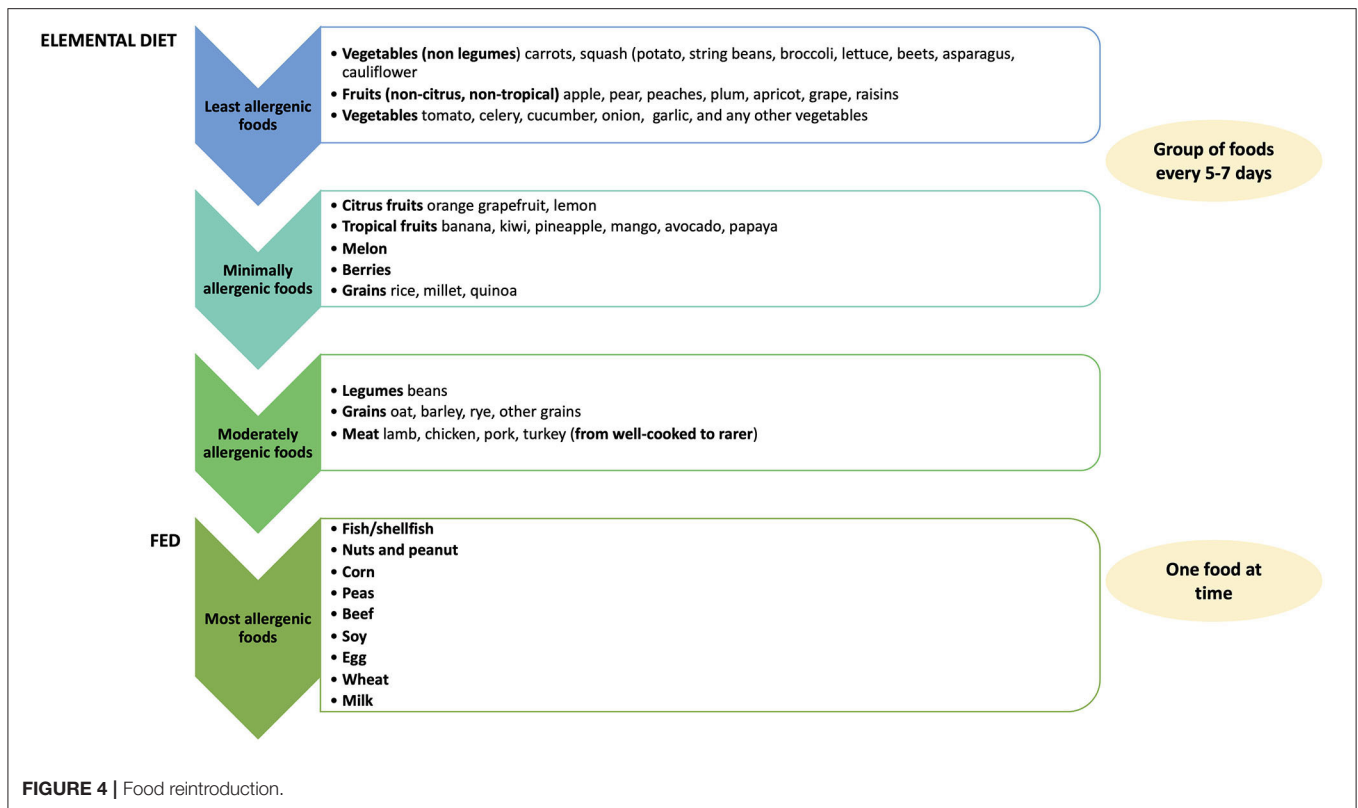 ELEMENTAL DIET
Least allergenic
foods
• Vegetables (non legumes) carrots, squash (potato, string beans, broccoli, lettuce, beets, asparagus,
cauliflower
• Fruits (non-citrus, non-tropical) apple, pear, peaches, plum, apricot, grape, raisins
• Vegetables tomato, celery, cucumber, onion, garlic, and any other vegetables
Group of foods
every 5-7 days
Minimally
allergenic foods
• Citrus fruits orange grapefruit, lemon
• Tropical fruits banana, kiwi, pineapple, mango, avocado, papaya
• Melon
• Berries
• Grains rice, millet, quinoa
Moderately
allergenic foods
• Legumes beans
• Grains oat, barley, rye, other grains
• Meat lamb, chicken, pork, turkey (from well-cooked to rarer)
FED
Most allergenic
foods
• Fish/shellfish
• Nuts and peanut
• Corn
• Peas
• Beef
• Soy
• Egg
• Wheat
• Milk
One food at
time
FIGURE 4 | Food reintroduction.